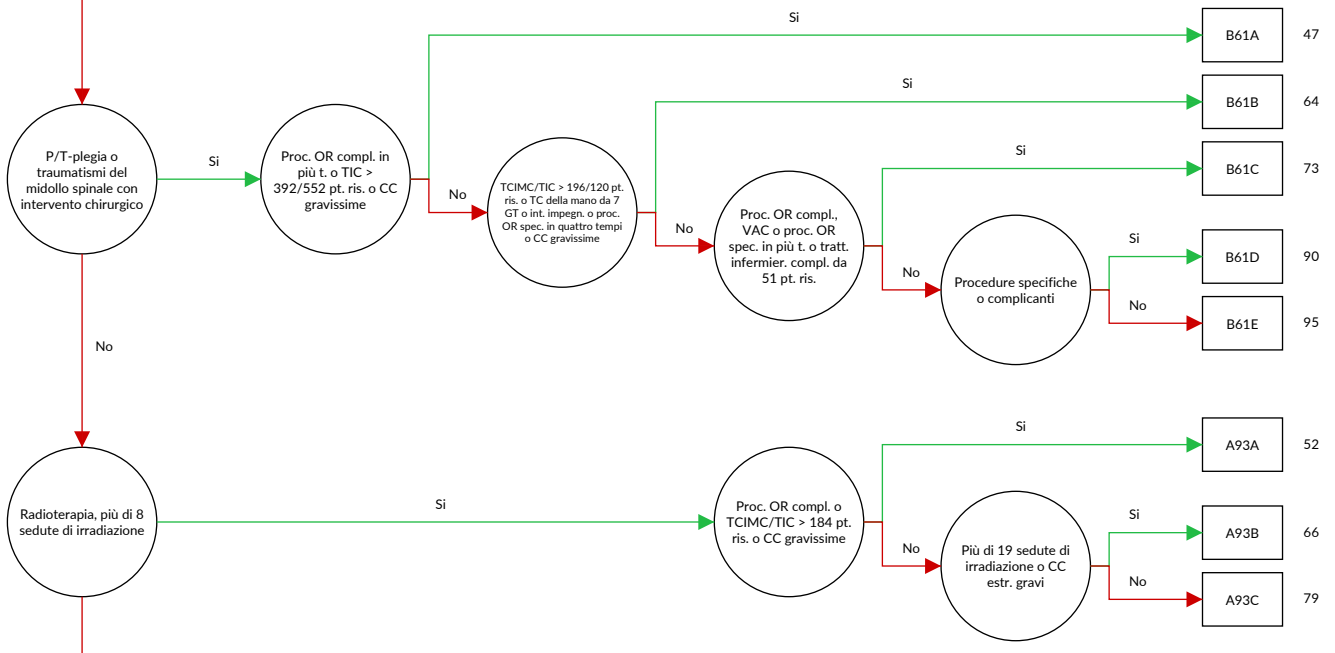 Si
B61A
47
Si
B61B
64
P/T-plegia o
traumatismi del
midollo spinale con
intervento chirurgico
Si
Proc. OR compl. in
più t. o TIC >
392/552 pt. ris. o CC
gravissime
No
TCIMC/TIC > 196/120 pt.
ris. o TC della mano da 7
GT o int. impegn. o proc.
OR spec. in quattro tempi
o CC gravissime
No
Proc. OR compl.,
VAC o proc. OR
spec. in più t. o tratt.
infermier. compl. da
51 pt. ris.
Si
B61C
73
No
Procedure specifiche
o complicanti
Si
B61D
90
No
B61E
95
No
Radioterapia, più di 8
sedute di irradiazione
Si
Proc. OR compl. o
TCIMC/TIC > 184 pt.
ris. o CC gravissime
Si
A93A
52
No
Più di 19 sedute di
irradiazione o CC
estr. gravi
Si
A93B
66
No
A93C
79